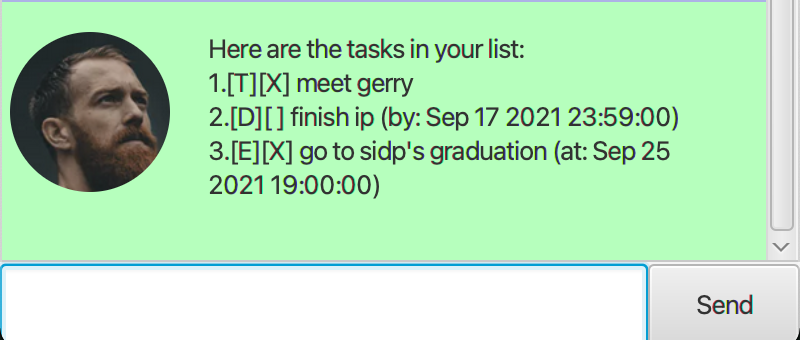 Here are the tasks in your list:
1.[T][X] meet gerry
2.[D][ ] finish ip (by: Sep 17 2021 23:59:00)
3.[E][X] go to sidp's graduation (at: Sep 25
2021 19:00:00)
Send